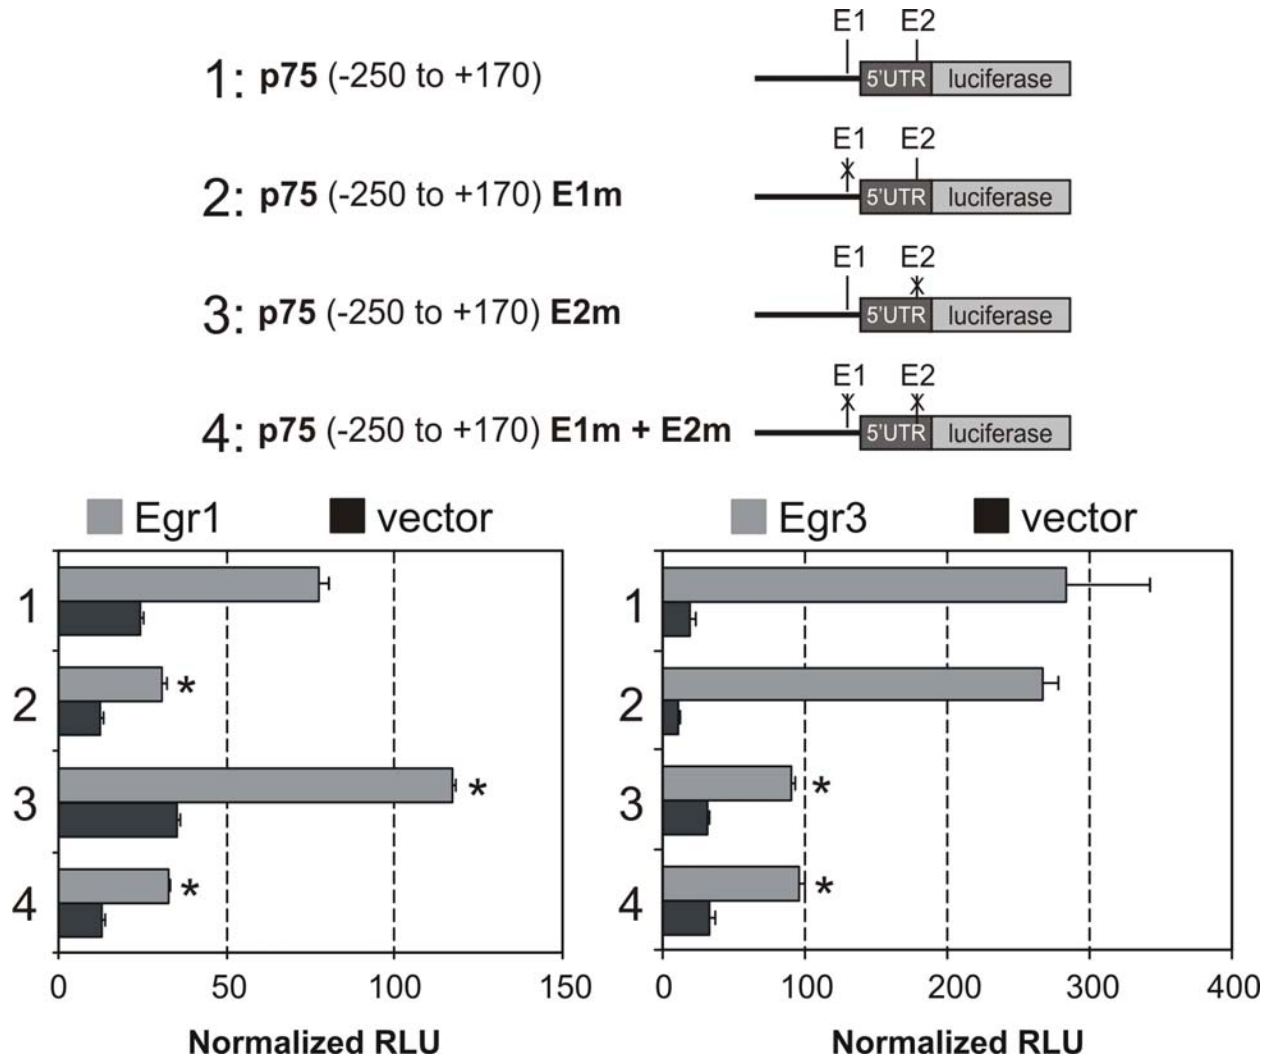 E1 E2
1: p75 (-250 to +170)
5'UTR luciferase
E1 E2
2: p75 (-250 to +170) E1m
5'UTR luciferase
E1 E2
3: p75 (-250 to +170) E2m
5'UTR luciferase
E1 E2
4: p75 (-250 to +170) E1m + E2m
5'UTR luciferase
Egr1 vector
1
2 *
3 *
4 *
0 50 100 150
Normalized RLU
Egr3 vector
1
2
3 *
4 *
0 100 200 300 400
Normalized RLU